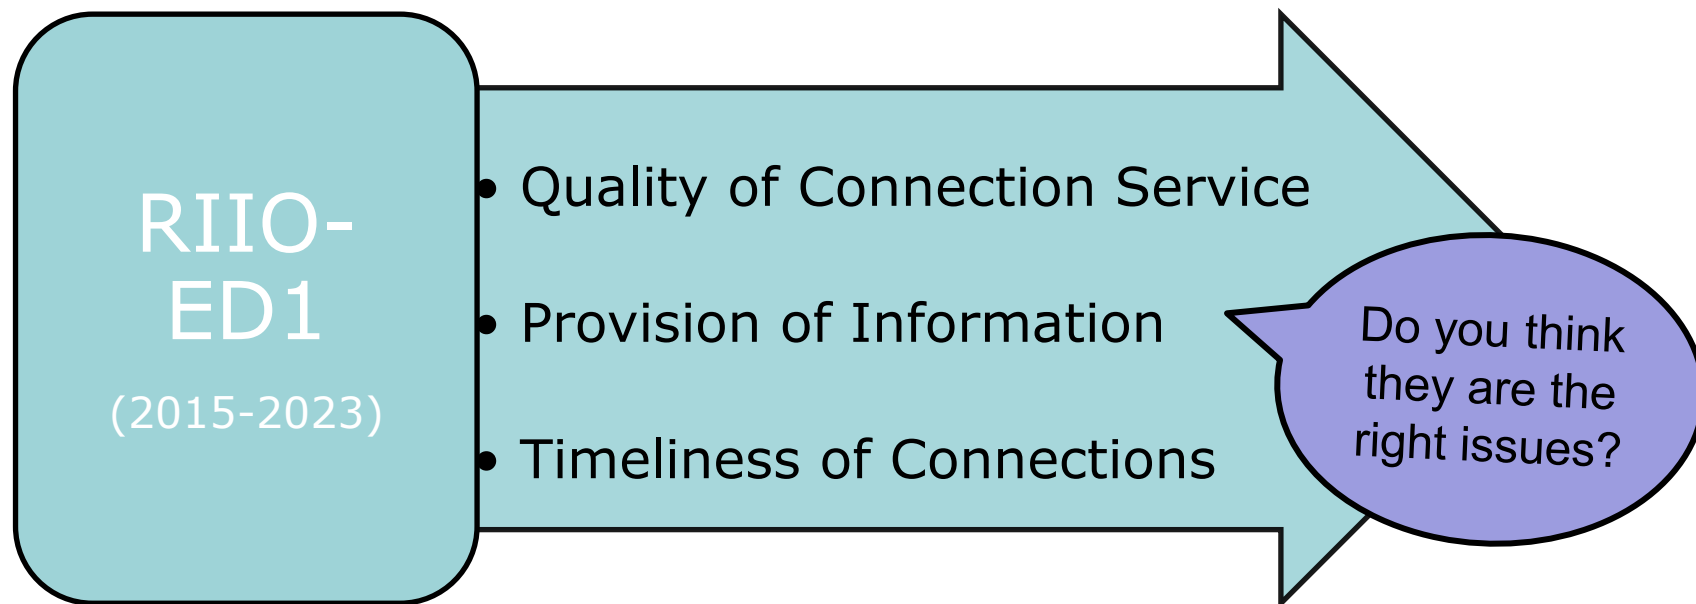 RIIO-
ED1
(2015-2023)
• Quality of Connection Service
• Provision of Information
• Timeliness of Connections
Do you think
they are the
right issues?